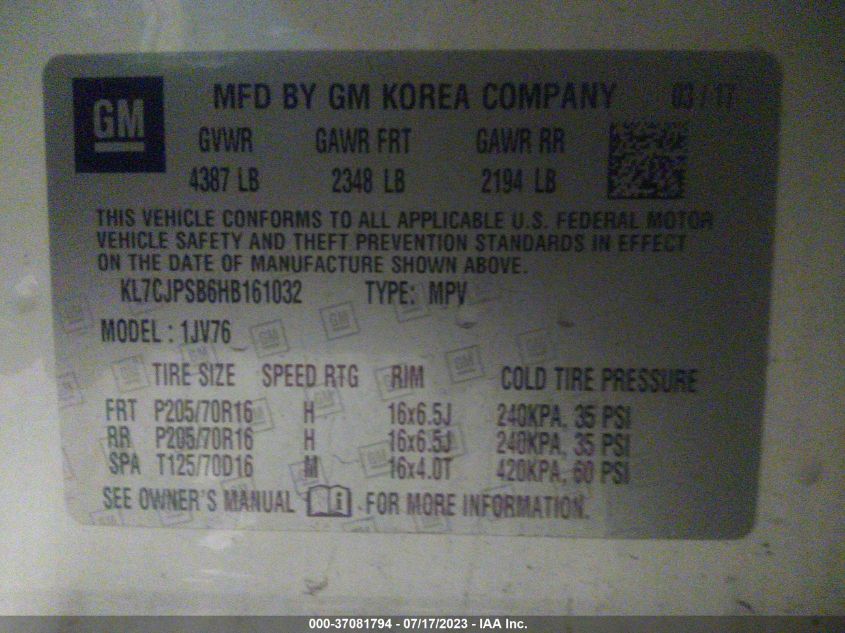 GM MFD BY GM KOREA COMPANY 03/17
GVWR GAWR FRT GAWR RR
4387 LB 2348 LB 2194 LB
THIS VEHICLE CONFORMS TO ALL APPLICABLE U.S. FEDERAL MOTOR
VEHICLE SAFETY AND THEFT PREVENTION STANDARDS IN EFFECT
ON THE DATE OF MANUFACTURE SHOWN ABOVE.
KL7CJPSB6HB161032 TYPE: MPV
MODEL: 1JV76
TIRE SIZE SPEED RTG RIM COLD TIRE PRESSURE
FRT P205/70R16 H 16x6.5J 240KPA, 35 PSI
RR P205/70R16 H 16x6.5J 240KPA, 35 PSI
SPA T125/70D16 M 16x4.0T 420KPA, 60 PSI
SEE OWNER'S MANUAL i FOR MORE INFORMATION.
000-37081794 - 07/17/2023 - IAA Inc.